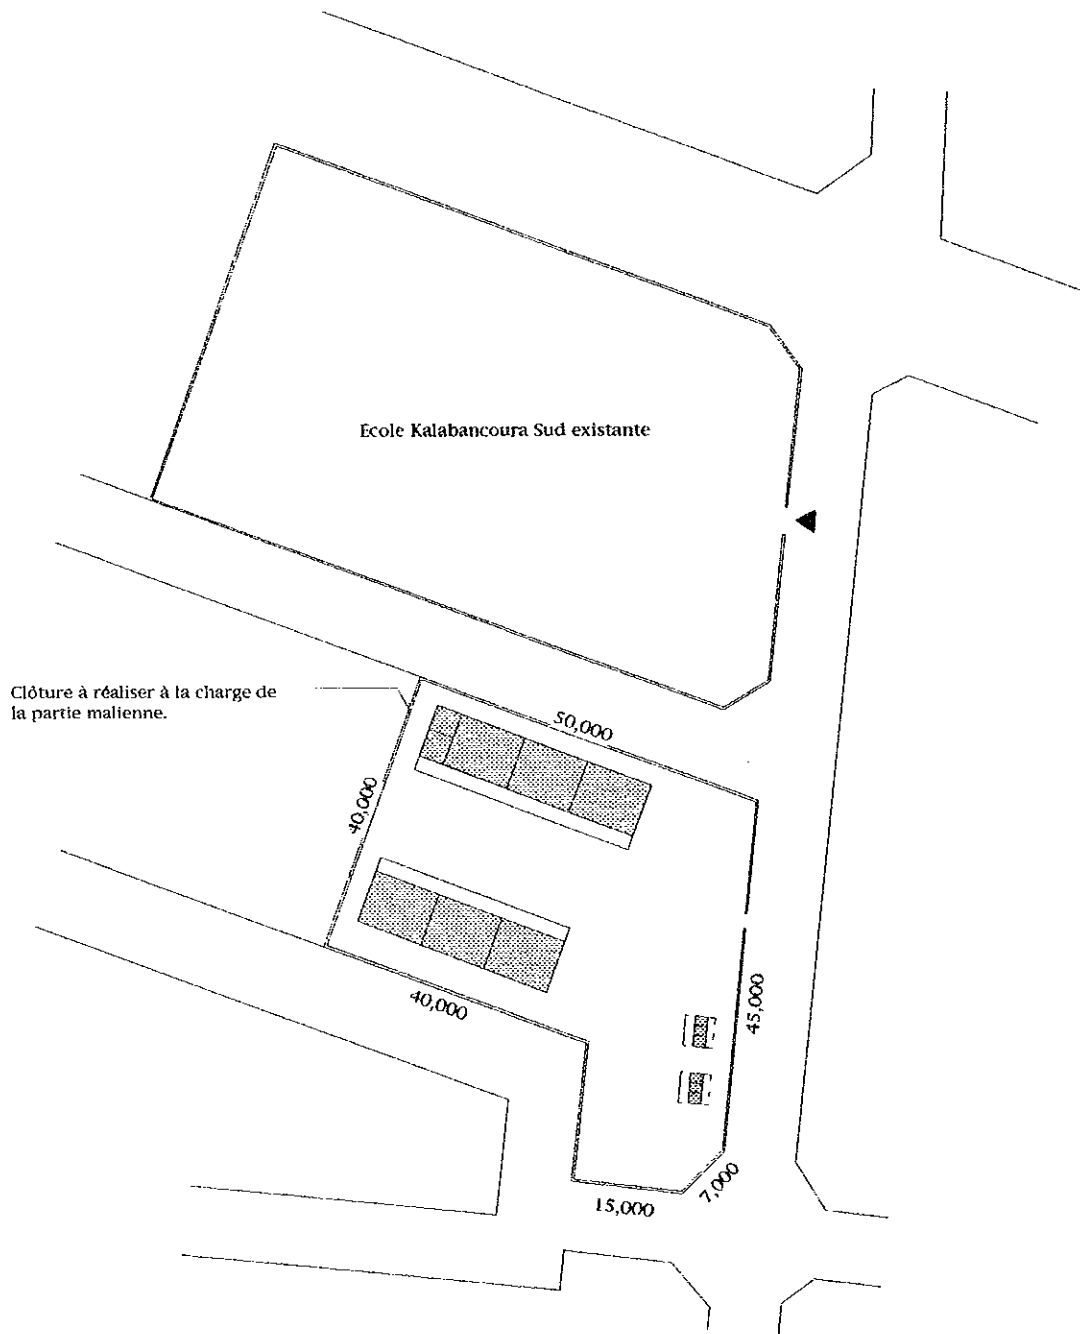 Ecole Kalabancoura Sud existante
Clôture à réaliser à la charge de
la partie malienne.
50,000
40,000
40,000
45,000
7,000
15,000